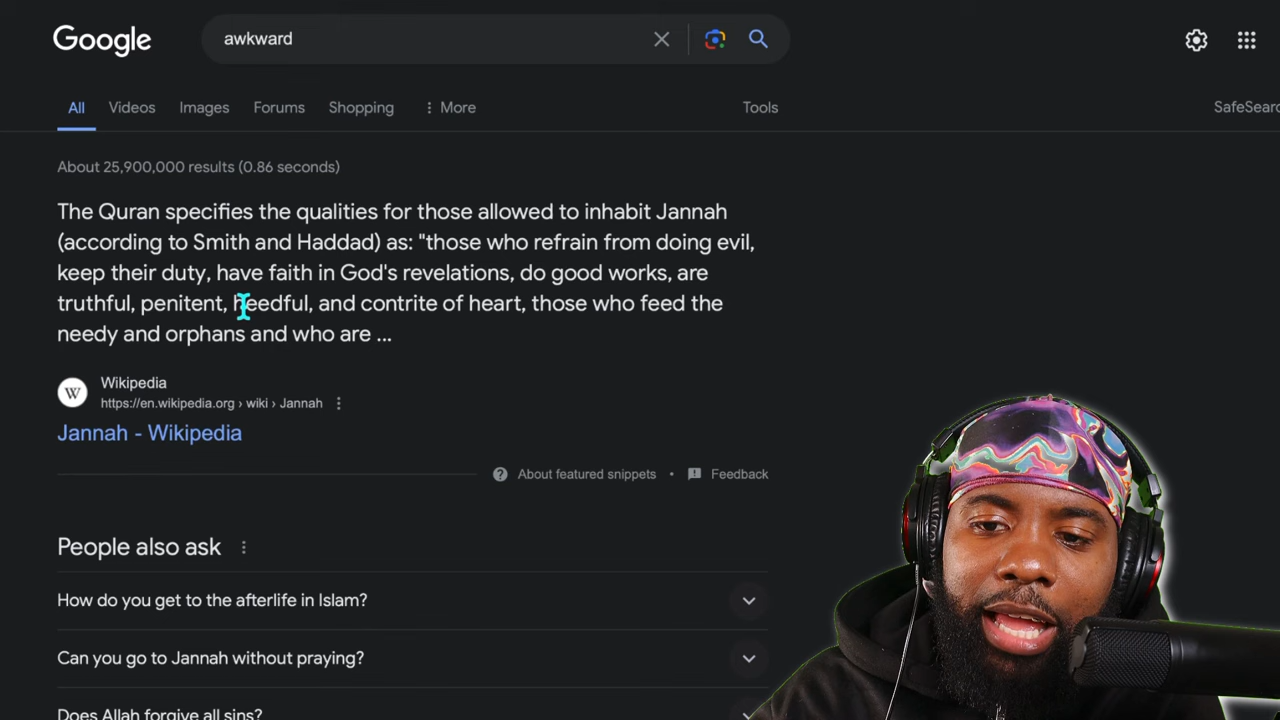 Google
awkward
All Videos Images Forums Shopping More Tools SafeSearc
About 25,900,000 results (0.86 seconds)
The Quran specifies the qualities for those allowed to inhabit Jannah
(according to Smith and Haddad) as: "those who refrain from doing evil,
keep their duty, have faith in God's revelations, do good works, are
truthful, penitent, heedful, and contrite of heart, those who feed the
needy and orphans and who are ...
W
Wikipedia
https://en.wikipedia.org › wiki › Jannah
Jannah - Wikipedia
About featured snippets • Feedback
People also ask
How do you get to the afterlife in Islam?
Can you go to Jannah without praying?
Does Allah forgive all sins?